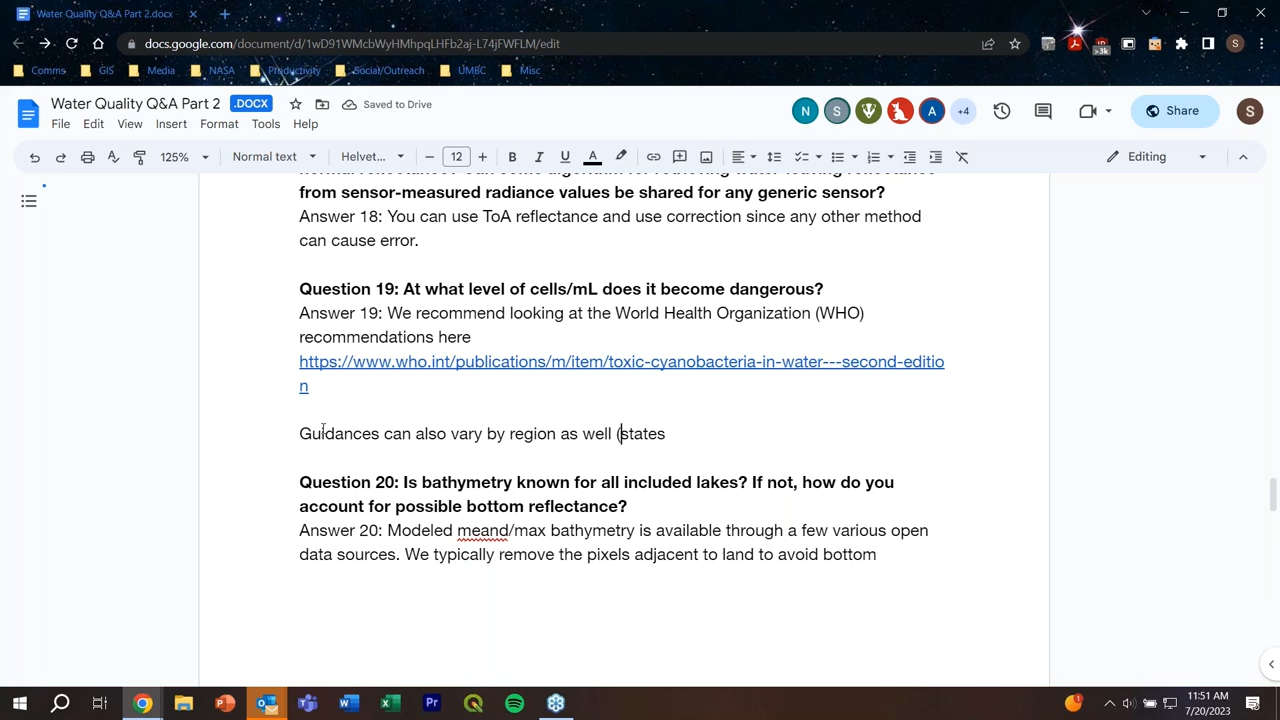 Water Quality Q&A Part 2.docx
docs.google.com/document/d/1wD91WMcbWyHMhpqLHFb2aj-L74jFWFLM/edit
>3k
S
Comms GIS Media NASA Productivity Social/Outreach UMBC Misc
Water Quality Q&A Part 2 .DOCX Saved to Drive
N S A +4 Share S
File Edit View Insert Format Tools Help
125% Normal text Helvet... 12 B I U A Editing
from sensor-measured radiance values be shared for any generic sensor?
Answer 18: You can use ToA reflectance and use correction since any other method
can cause error.
Question 19: At what level of cells/mL does it become dangerous?
Answer 19: We recommend looking at the World Health Organization (WHO)
recommendations here
https://www.who.int/publications/m/item/toxic-cyanobacteria-in-water---second-editio
n
Guidances can also vary by region as well (states
Question 20: Is bathymetry known for all included lakes? If not, how do you
account for possible bottom reflectance?
Answer 20: Modeled meand/max bathymetry is available through a few various open
data sources. We typically remove the pixels adjacent to land to avoid bottom
11:51 AM
7/20/2023